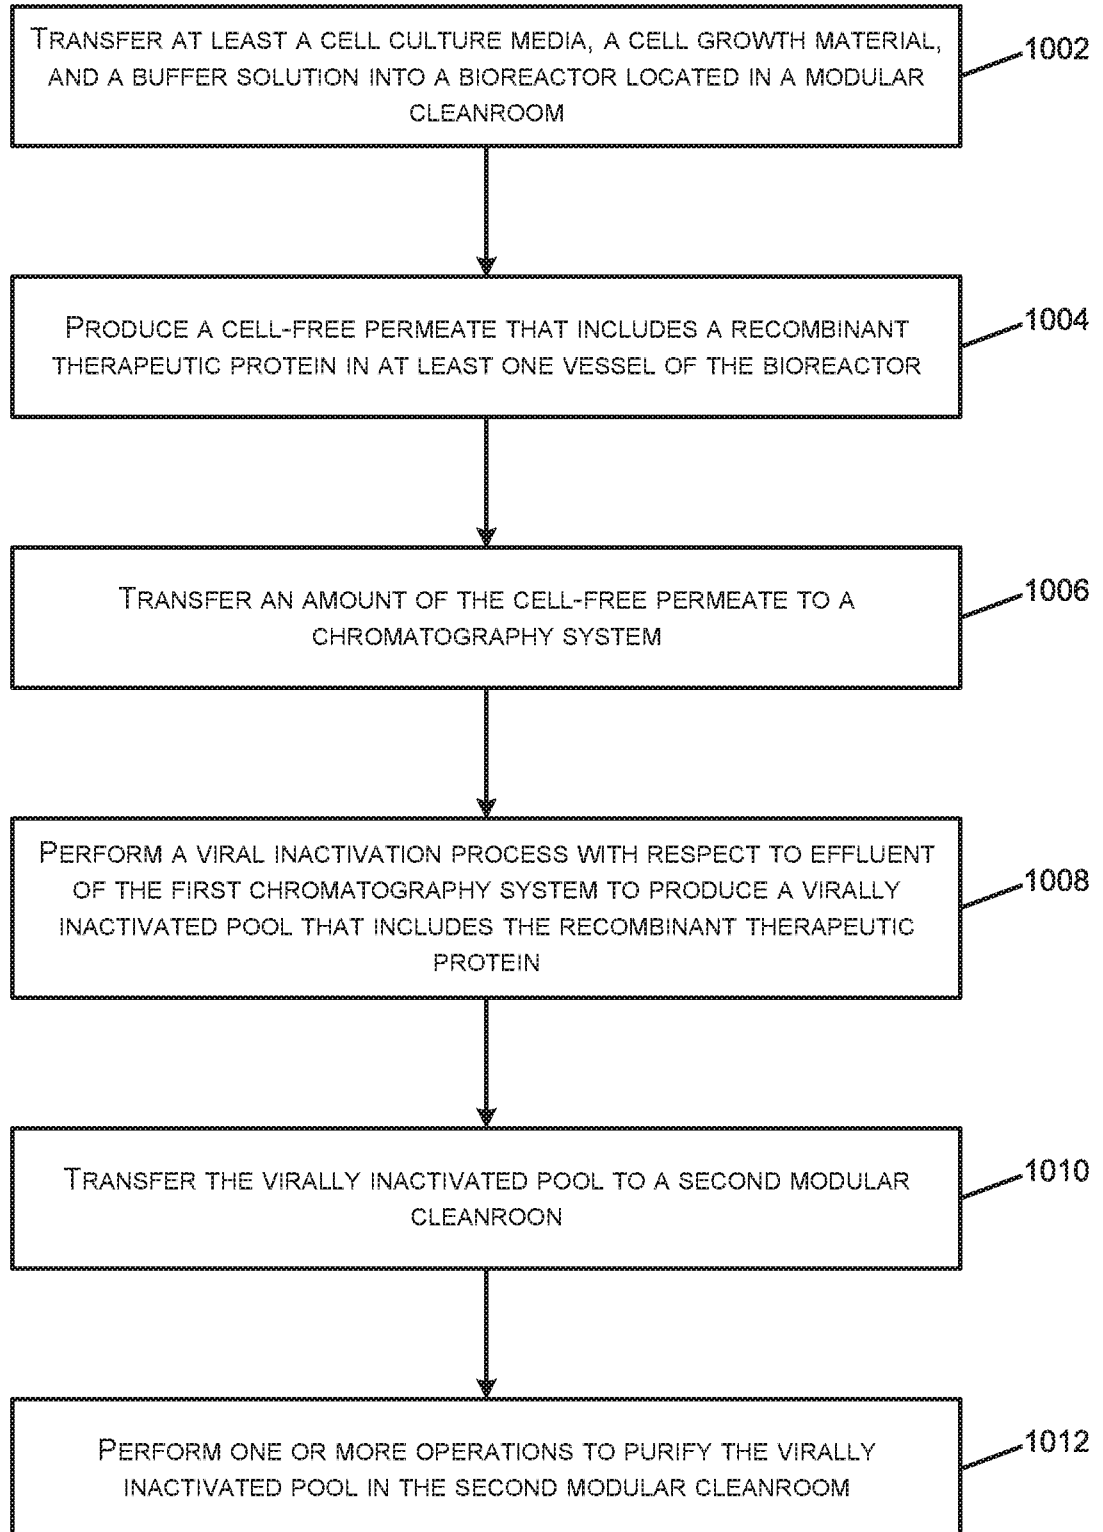 TRANSFER AT LEAST A CELL CULTURE MEDIA, A CELL GROWTH MATERIAL,
AND A BUFFER SOLUTION INTO A BIOREACTOR LOCATED IN A MODULAR
CLEANROOM
1002
PRODUCE A CELL-FREE PERMEATE THAT INCLUDES A RECOMBINANT
THERAPEUTIC PROTEIN IN AT LEAST ONE VESSEL OF THE BIOREACTOR
1004
TRANSFER AN AMOUNT OF THE CELL-FREE PERMEATE TO A
CHROMATOGRAPHY SYSTEM
1006
PERFORM A VIRAL INACTIVATION PROCESS WITH RESPECT TO EFFLUENT
OF THE FIRST CHROMATOGRAPHY SYSTEM TO PRODUCE A VIRALLY
INACTIVATED POOL THAT INCLUDES THE RECOMBINANT THERAPEUTIC
PROTEIN
1008
TRANSFER THE VIRALLY INACTIVATED POOL TO A SECOND MODULAR
CLEANROON
1010
PERFORM ONE OR MORE OPERATIONS TO PURIFY THE VIRALLY
INACTIVATED POOL IN THE SECOND MODULAR CLEANROOM
1012